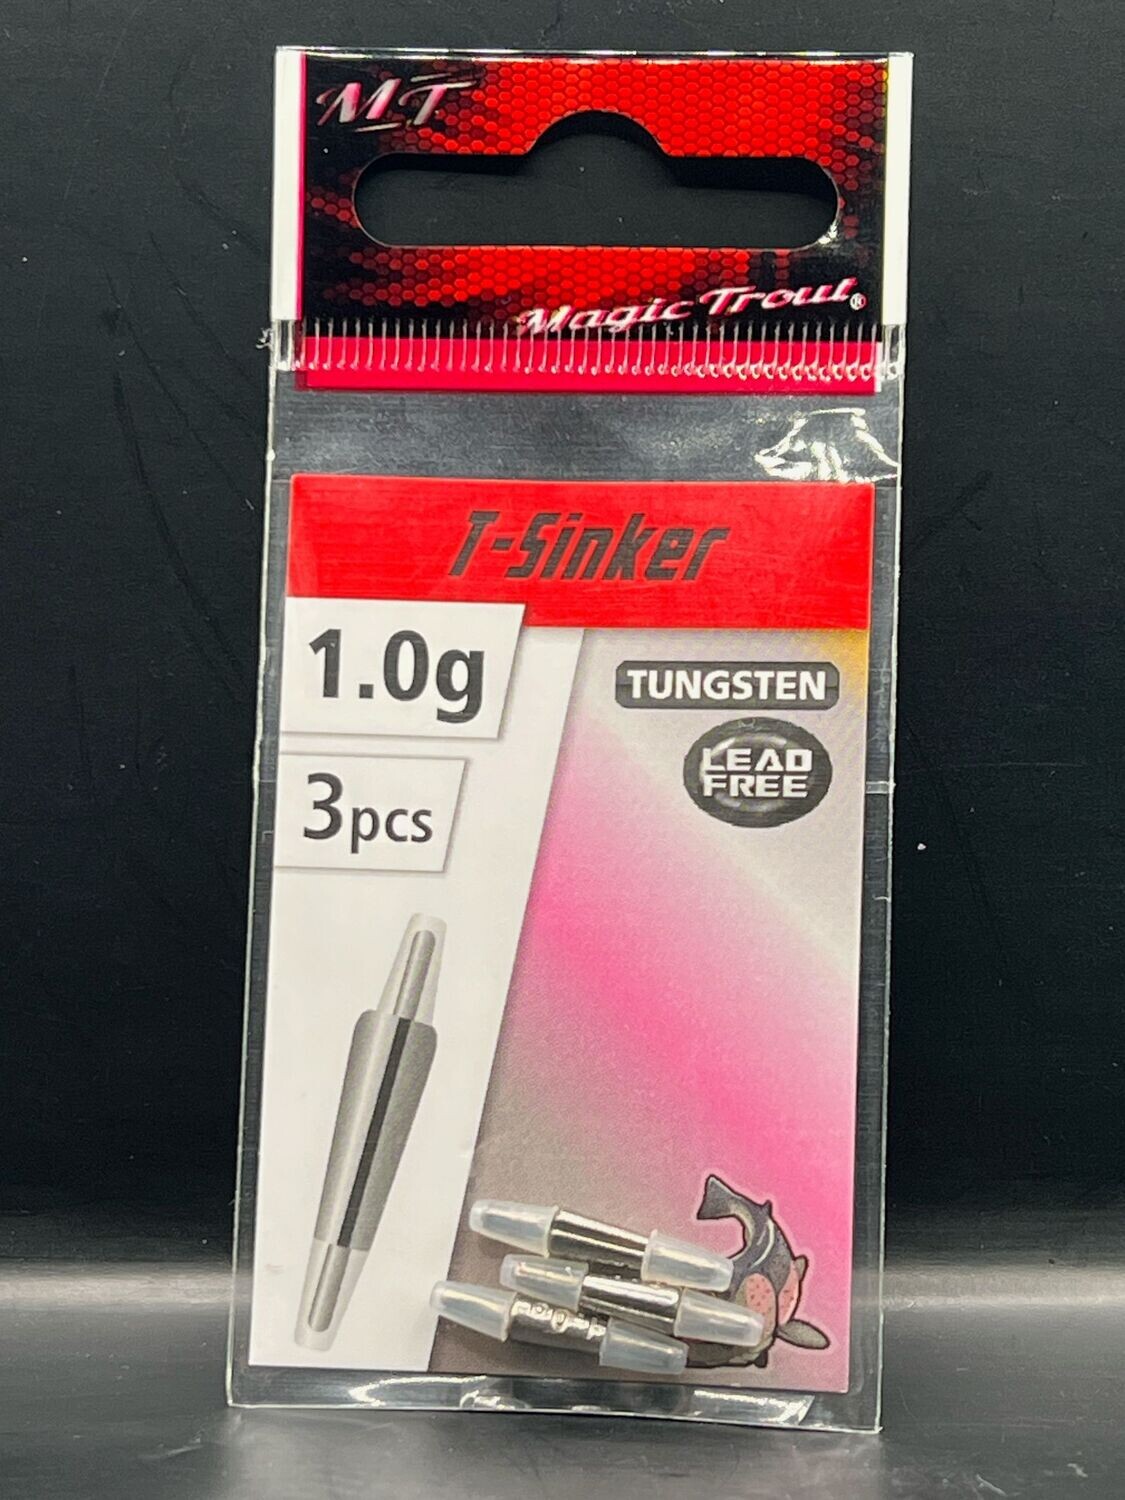 MT
Magic Trout®
T-Sinker
1.0g
TUNGSTEN
LEAD
FREE
3pcs